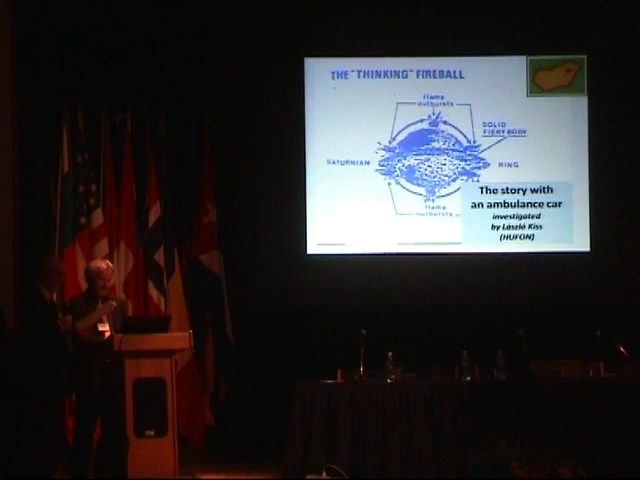 THE "THINKING" FIREBALL
flame
outbursts
SOLID
FIERY BODY
SATURNIAN
RING
flame
outbursts
The story with
an ambulance car
investigated
by László Kiss
(HUFON)